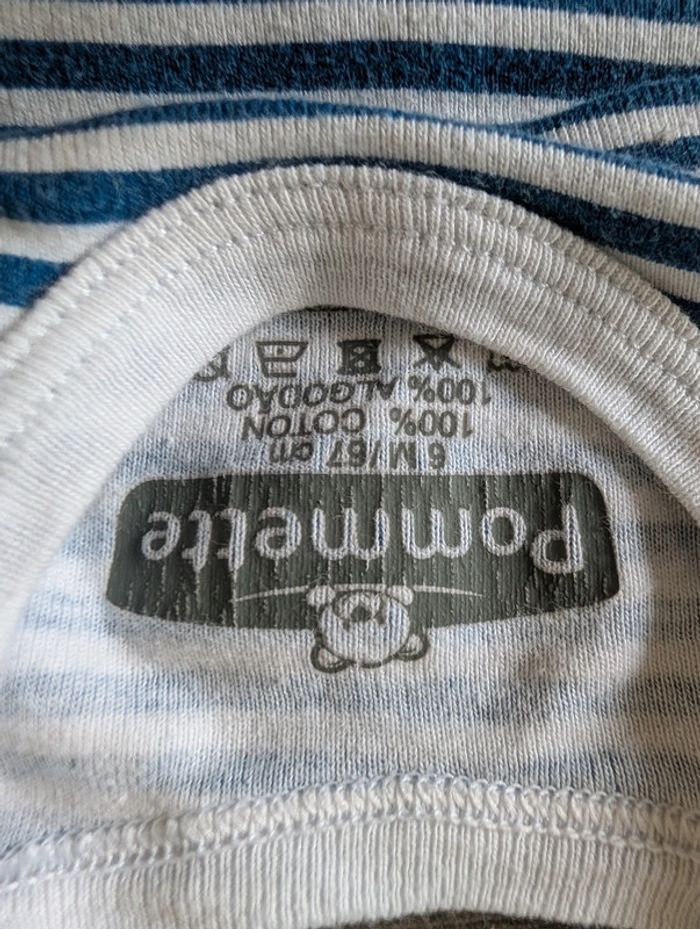 Pommette
6 M / 67 cm
100% COTON
100% ALGODÃO